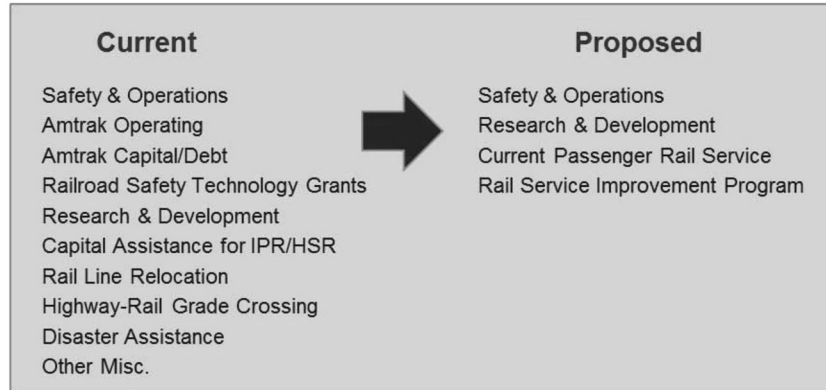 Current
Safety & Operations
Amtrak Operating
Amtrak Capital/Debt
Railroad Safety Technology Grants
Research & Development
Capital Assistance for IPR/HSR
Rail Line Relocation
Highway-Rail Grade Crossing
Disaster Assistance
Other Misc.
Proposed
Safety & Operations
Research & Development
Current Passenger Rail Service
Rail Service Improvement Program